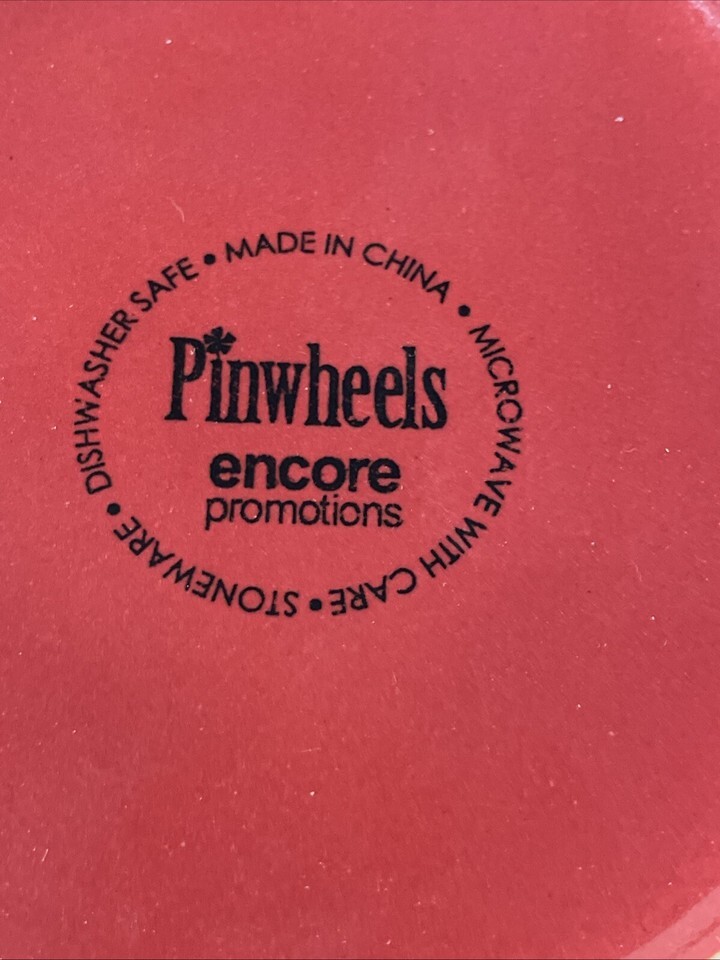 Pinwheels
encore
promotions
DISHWASHER SAFE • MADE IN CHINA • MICROWAVE WITH CARE • STONEWARE •